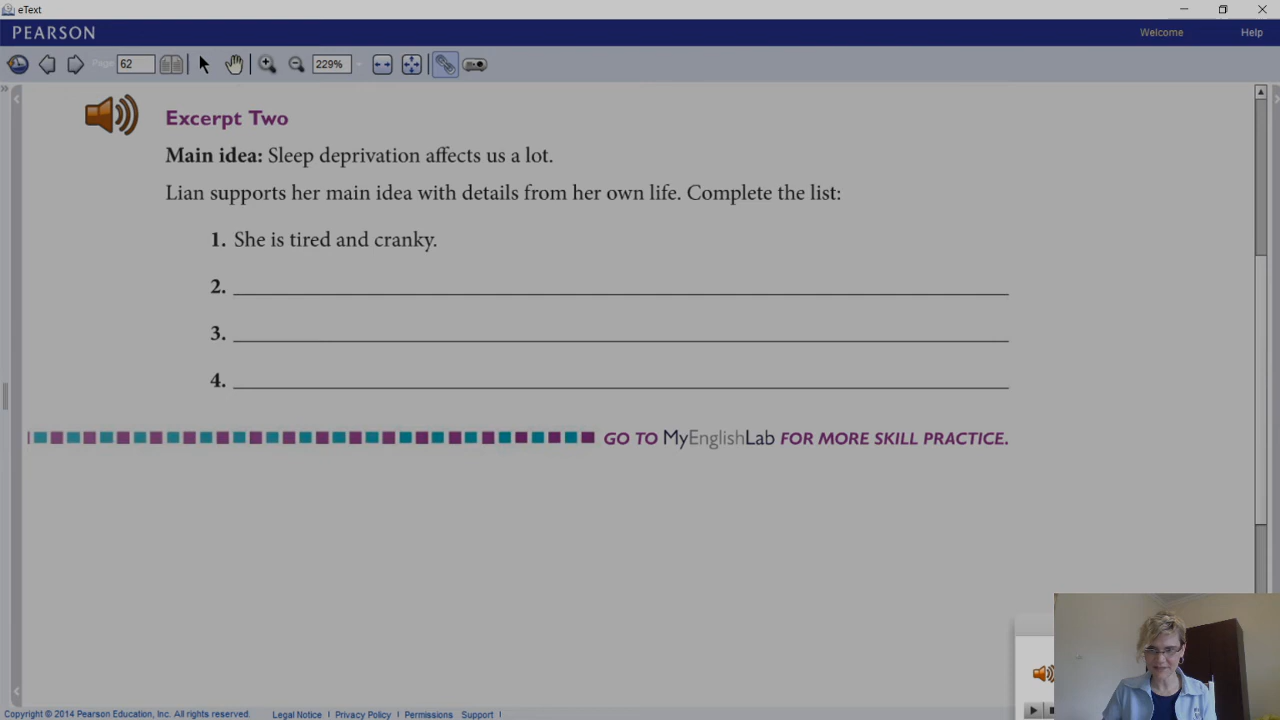 eText
PEARSON
Welcome
Help
Page
62
229%
Excerpt Two
Main idea: Sleep deprivation affects us a lot.
Lian supports her main idea with details from her own life. Complete the list:
1. She is tired and cranky.
2.
3.
4.
GO TO MyEnglishLab FOR MORE SKILL PRACTICE.
Copyright © 2014 Pearson Education, Inc. All rights reserved. Legal Notice | Privacy Policy | Permissions Support |